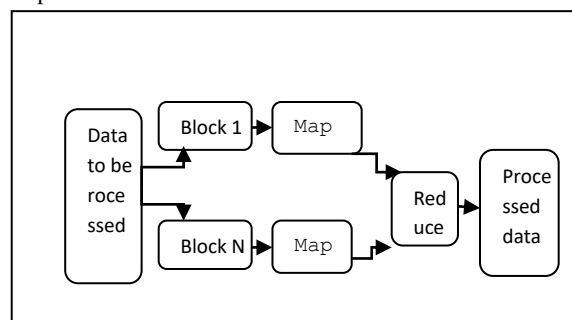 Data
to be
roce
ssed
Block 1
Map
Block N
Map
Red
uce
Proce
ssed
data